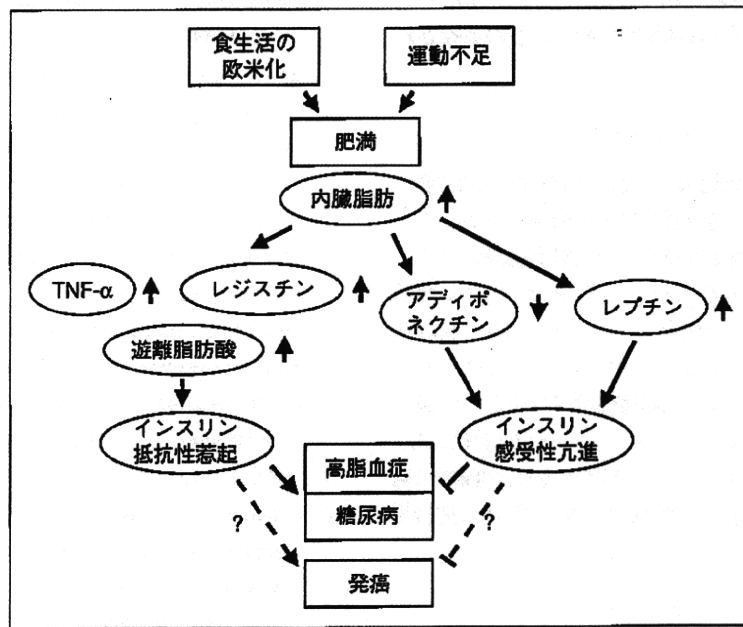 食生活の
欧米化
運動不足
肥満
内臓脂肪
TNF-α
レジスチン
アディポ
ネクチン
レプチン
遊離脂肪酸
インスリン
抵抗性惹起
インスリン
感受性亢進
高脂血症
糖尿病
?
?
発癌